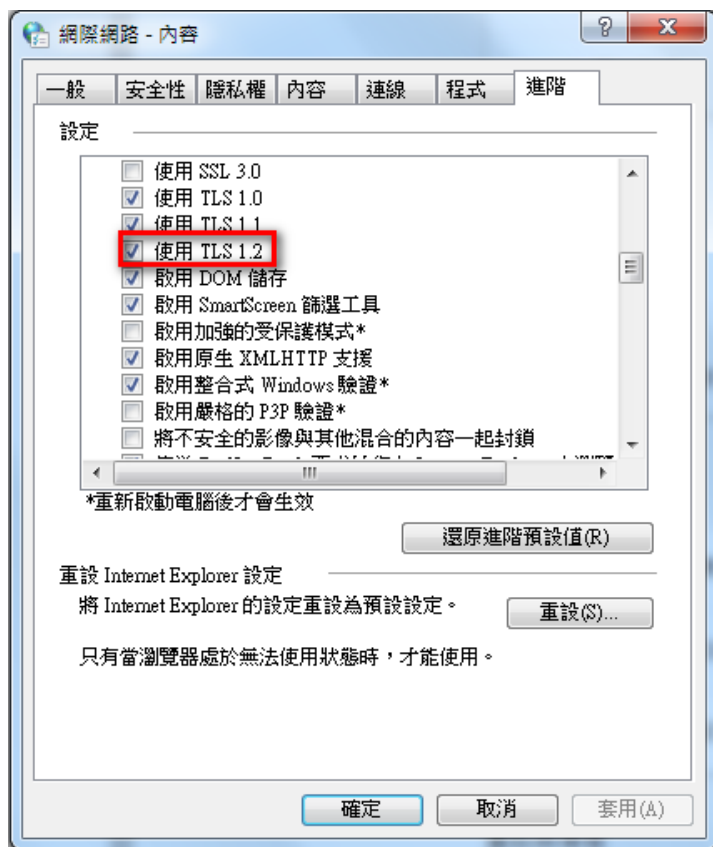 網際網路 - 內容
一般 安全性 隱私權 內容 連線 程式 進階
設定
使用 SSL 3.0
使用 TLS 1.0
使用 TLS 1.1
使用 TLS 1.2
啟用 DOM 儲存
啟用 SmartScreen 篩選工具
啟用加強的受保護模式*
啟用原生 XMLHTTP 支援
啟用整合式 Windows 驗證*
啟用嚴格的 P3P 驗證*
將不安全的影像與其他混合的內容一起封鎖
*重新啟動電腦後才會生效
還原進階預設值(R)
重設 Internet Explorer 設定
將 Internet Explorer 的設定重設為預設設定。
重設(S)...
只有當瀏覽器處於無法使用狀態時，才能使用。
確定 取消 套用(A)